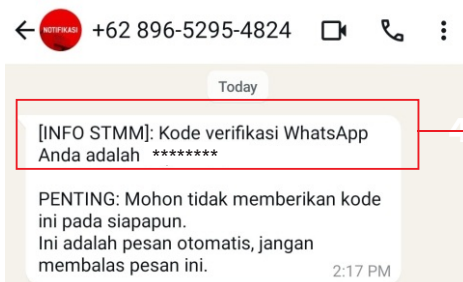 NOTIFIKASI
+62 896-5295-4824
Today
[INFO STMM]: Kode verifikasi WhatsApp
Anda adalah ********
PENTING: Mohon tidak memberikan kode
ini pada siapapun.
Ini adalah pesan otomatis, jangan
membalas pesan ini.
2:17 PM